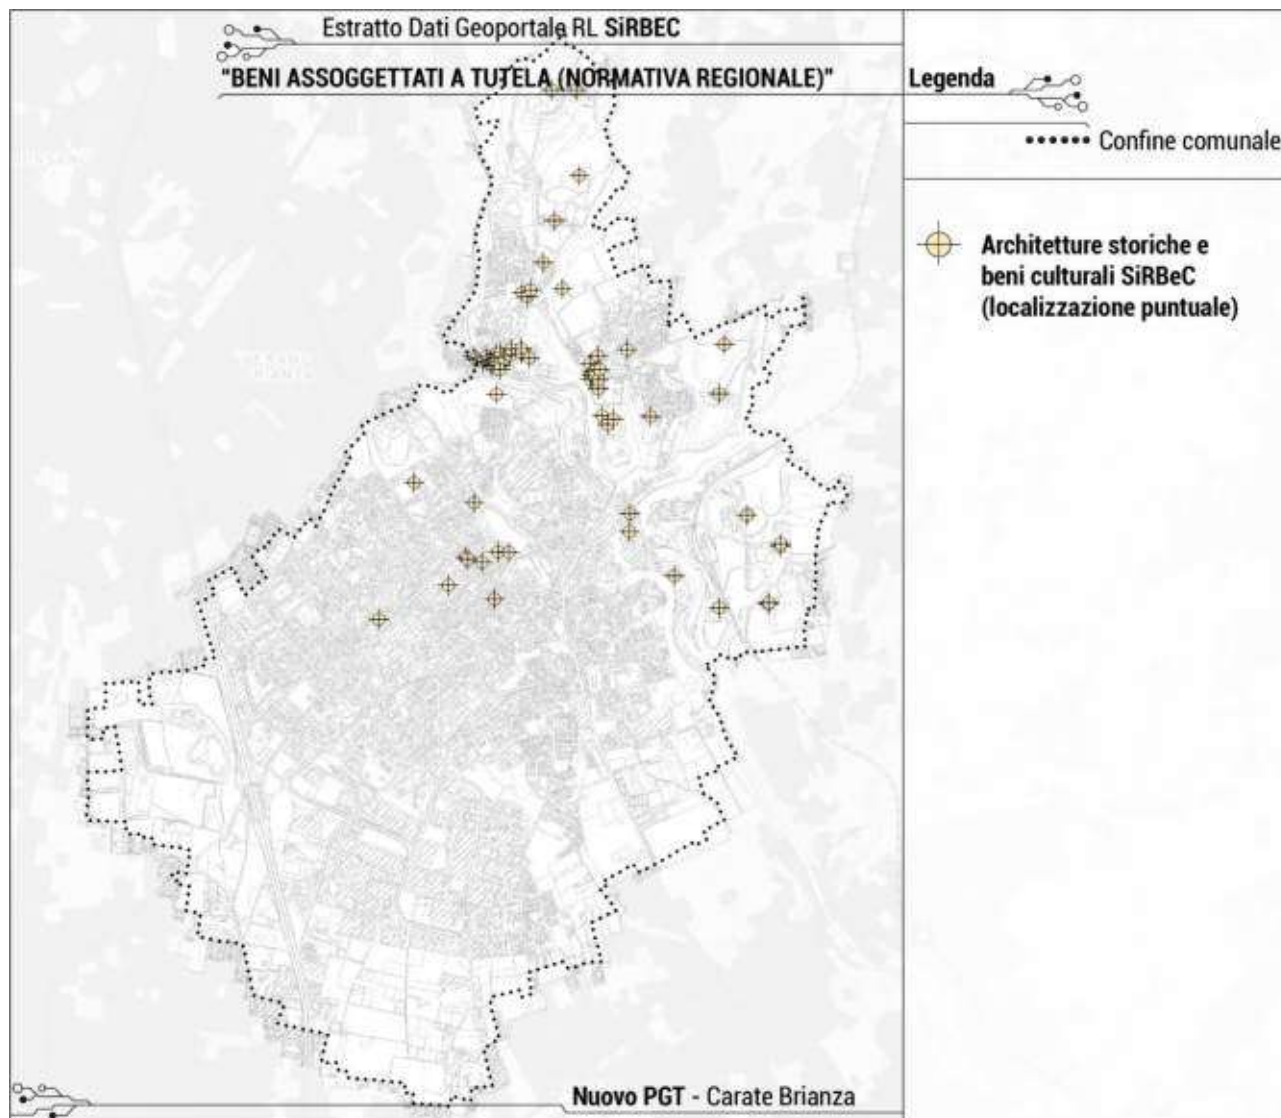 Estratto Dati Geoportale RL SiRBEC
"BENI ASSOGGETTATI A TUTELA (NORMATIVA REGIONALE)"
Legenda
Confine comunale
Architetture storiche e
beni culturali SiRBeC
(localizzazione puntuale)
Nuovo PGT - Carate Brianza